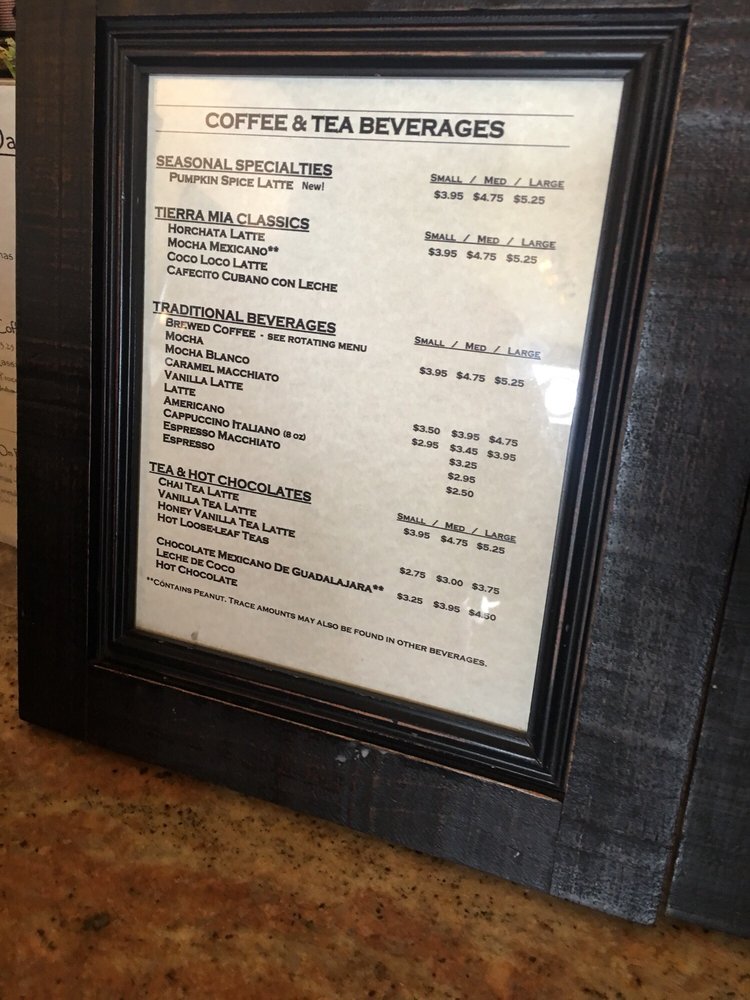 COFFEE & TEA BEVERAGES
SEASONAL SPECIALTIES
SMALL / MED / LARGE
PUMPKIN SPICE LATTE New!
$3.95 $4.75 $5.25
TIERRA MIA CLASSICS
SMALL / MED / LARGE
HORCHATA LATTE
$3.95 $4.75 $5.25
MOCHA MEXICANO**
COCO LOCO LATTE
CAFECITO CUBANO CON LECHE
TRADITIONAL BEVERAGES
SMALL / MED / LARGE
BREWED COFFEE - SEE ROTATING MENU
MOCHA
$3.95 $4.75 $5.25
MOCHA BLANCO
CARAMEL MACCHIATO
VANILLA LATTE
LATTE
$3.50 $3.95 $4.75
AMERICANO
$2.95 $3.45 $3.95
CAPPUCCINO ITALIANO (8 OZ)
$3.25
ESPRESSO MACCHIATO
$2.95
ESPRESSO
$2.50
TEA & HOT CHOCOLATES
SMALL / MED / LARGE
CHAI TEA LATTE
$3.95 $4.75 $5.25
VANILLA TEA LATTE
HONEY VANILLA TEA LATTE
HOT LOOSE-LEAF TEAS
$2.75 $3.00 $3.75
CHOCOLATE MEXICANO DE GUADALAJARA**
$3.25 $3.95 $4.50
LECHE DE COCO
HOT CHOCOLATE
**CONTAINS PEANUT. TRACE AMOUNTS MAY ALSO BE FOUND IN OTHER BEVERAGES.